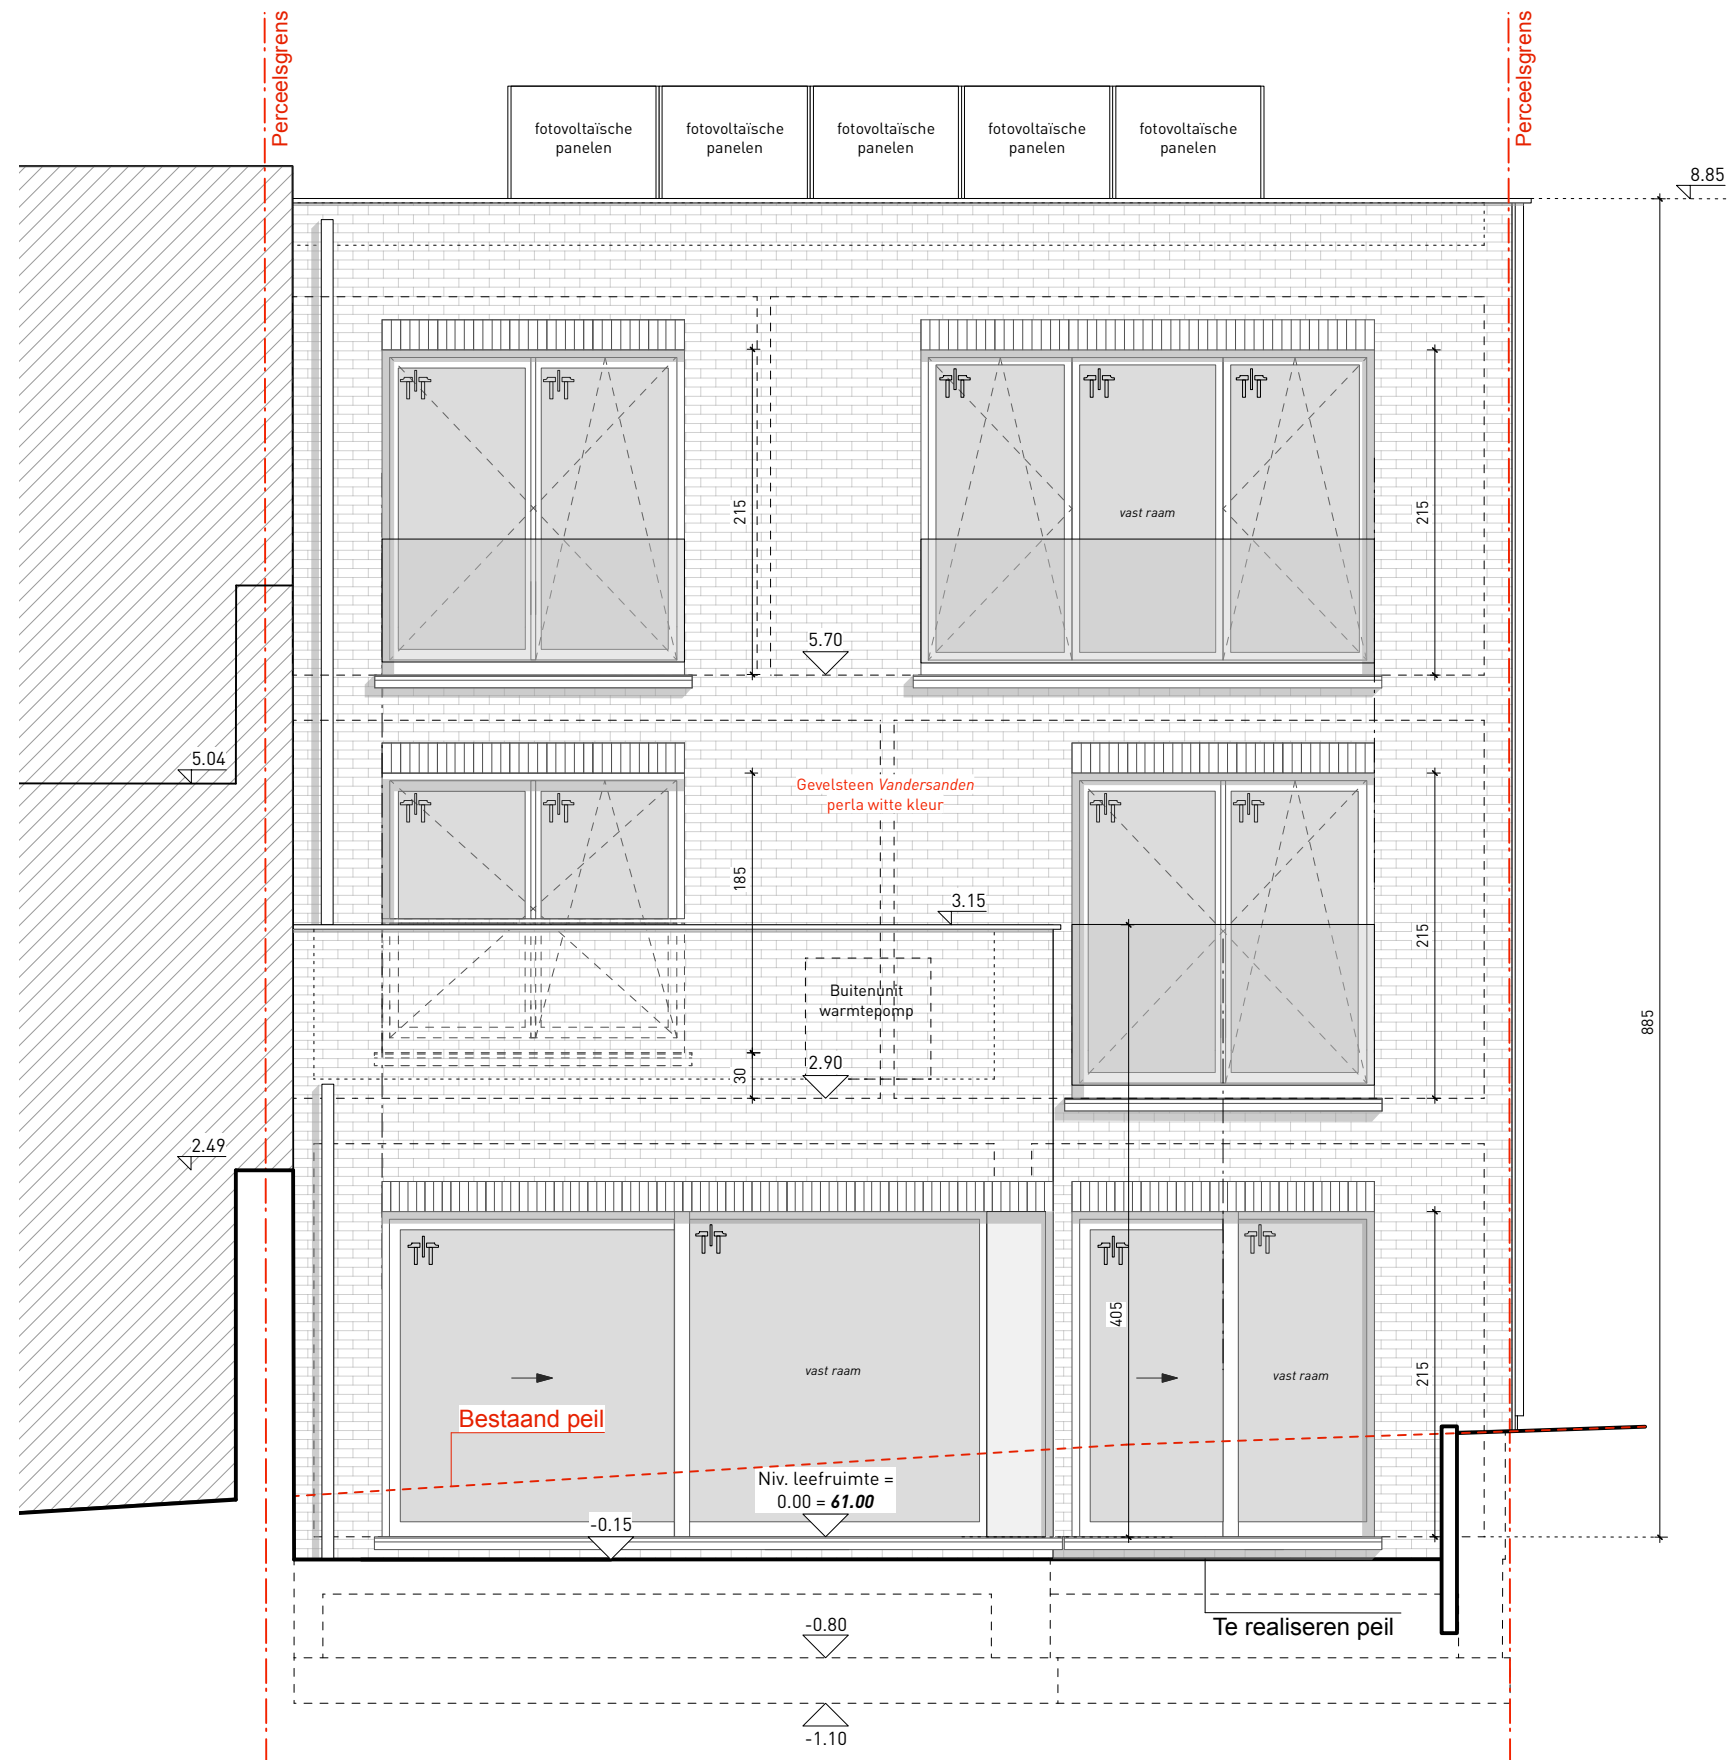 Perceelsgrens
Perceelsgrens
fotovoltaïsche
panelen
fotovoltaïsche
panelen
fotovoltaïsche
panelen
fotovoltaïsche
panelen
fotovoltaïsche
panelen
8.85
215
vast raam
215
5.70
5.04
Gevelsteen Vandersanden
perla witte kleur
185
3.15
215
Buitenunit
warmtepomp
885
2.90
30
2.49
405
vast raam
vast raam
215
Bestaand peil
Niv. leefruimte =
0.00 = 61.00
-0.15
Te realiseren peil
-0.80
-1.10